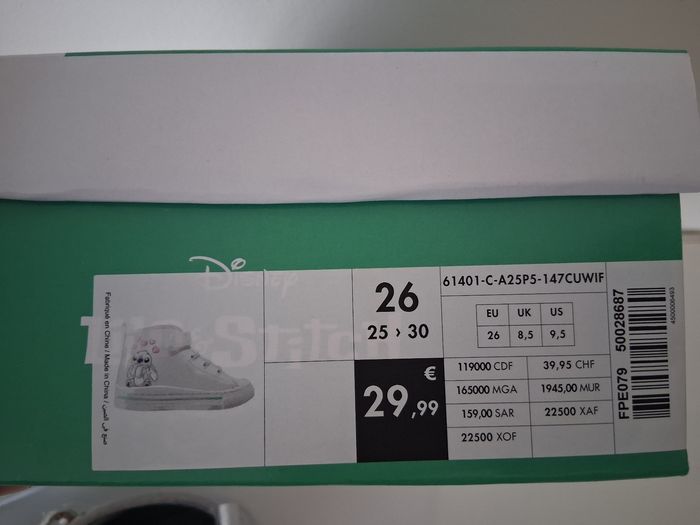 Disney
Lilo & Stitch
Fabriqué en Chine / Made in China / صنع في الصين
26
25 > 30
€
29,99
61401-C-A25P5-147CUWIF
EU UK US
26 8,5 9,5
119000 CDF 39.95 CHF
165000 MGA 1945,00 MUR
159,00 SAR 22500 XAF
22500 XOF
FPE079 50028687
4500206493